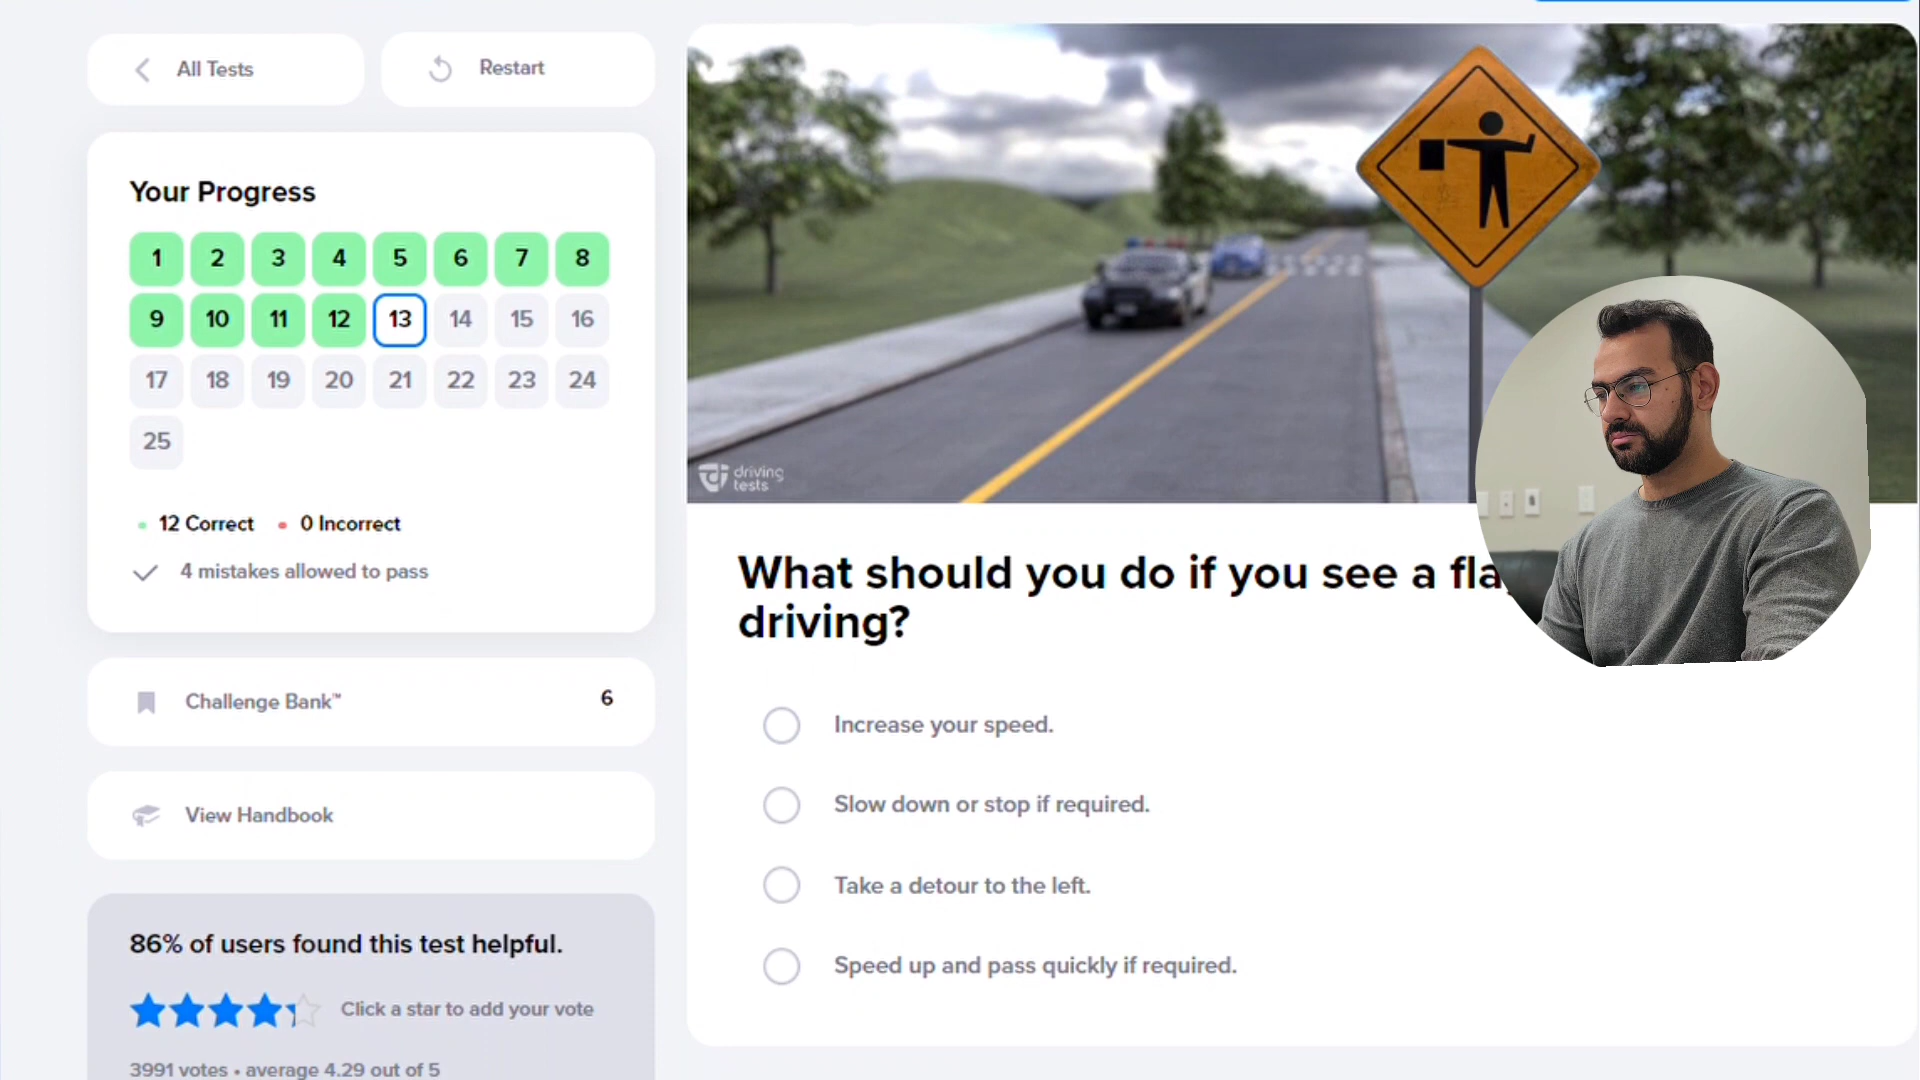 All Tests
Restart
Your Progress
1 2 3 4 5 6 7 8
9 10 11 12 13 14 15 16
17 18 19 20 21 22 23 24
25
12 Correct 0 Incorrect
4 mistakes allowed to pass
Challenge Bank™ 6
View Handbook
86% of users found this test helpful.
Click a star to add your vote
3991 votes • average 4.29 out of 5
driving
tests
What should you do if you see a
driving?
Increase your speed.
Slow down or stop if required.
Take a detour to the left.
Speed up and pass quickly if required.